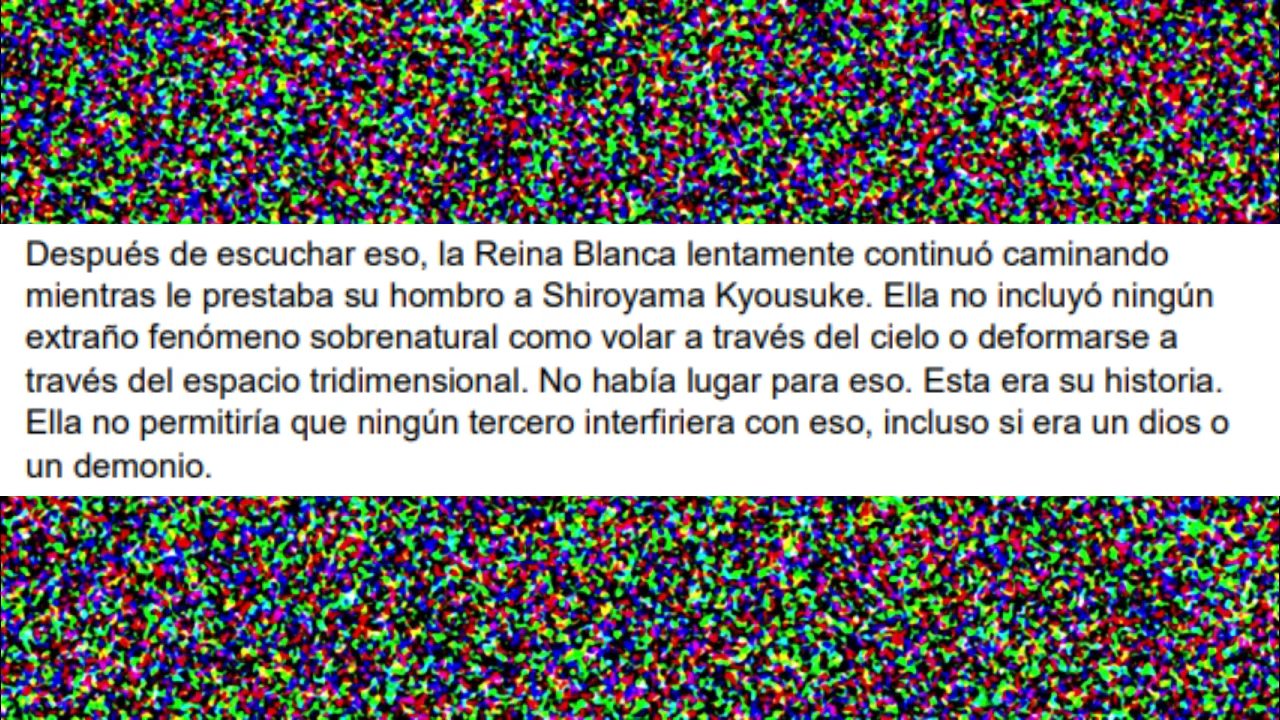 Después de escuchar eso, la Reina Blanca lentamente continuó caminando
mientras le prestaba su hombro a Shiroyama Kyousuke. Ella no incluyó ningún
extraño fenómeno sobrenatural como volar a través del cielo o deformarse a
través del espacio tridimensional. No había lugar para eso. Esta era su historia.
Ella no permitiría que ningún tercero interfiriera con eso, incluso si era un dios o
un demonio.